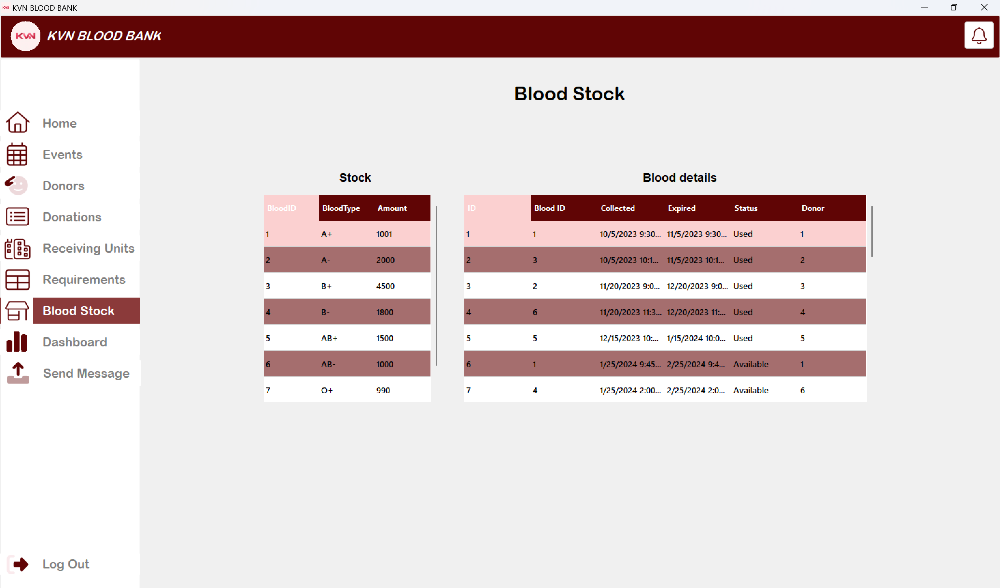 KVN KVN BLOOD BANK
KVN KVN BLOOD BANK
Blood Stock
Home
Events
Donors
Donations
Receiving Units
Requirements
Blood Stock
Dashboard
Send Message
Log Out
Stock
BloodID BloodType Amount
1 A+ 1001
2 A- 2000
3 B+ 4500
4 B- 1800
5 AB+ 1500
6 AB- 1000
7 O+ 990
Blood details
ID Blood ID Collected Expired Status Donor
1 1 10/5/2023 9:30... 11/5/2023 9:30... Used 1
2 3 10/5/2023 10:1... 11/5/2023 10:1... Used 2
3 2 11/20/2023 9:0... 12/20/2023 9:0... Used 3
4 6 11/20/2023 11:3... 12/20/2023 11:... Used 4
5 5 12/15/2023 10:... 1/15/2024 10:0... Used 5
6 1 1/25/2024 9:45... 2/25/2024 9:4... Available 1
7 4 1/25/2024 2:00... 2/25/2024 2:0... Available 6